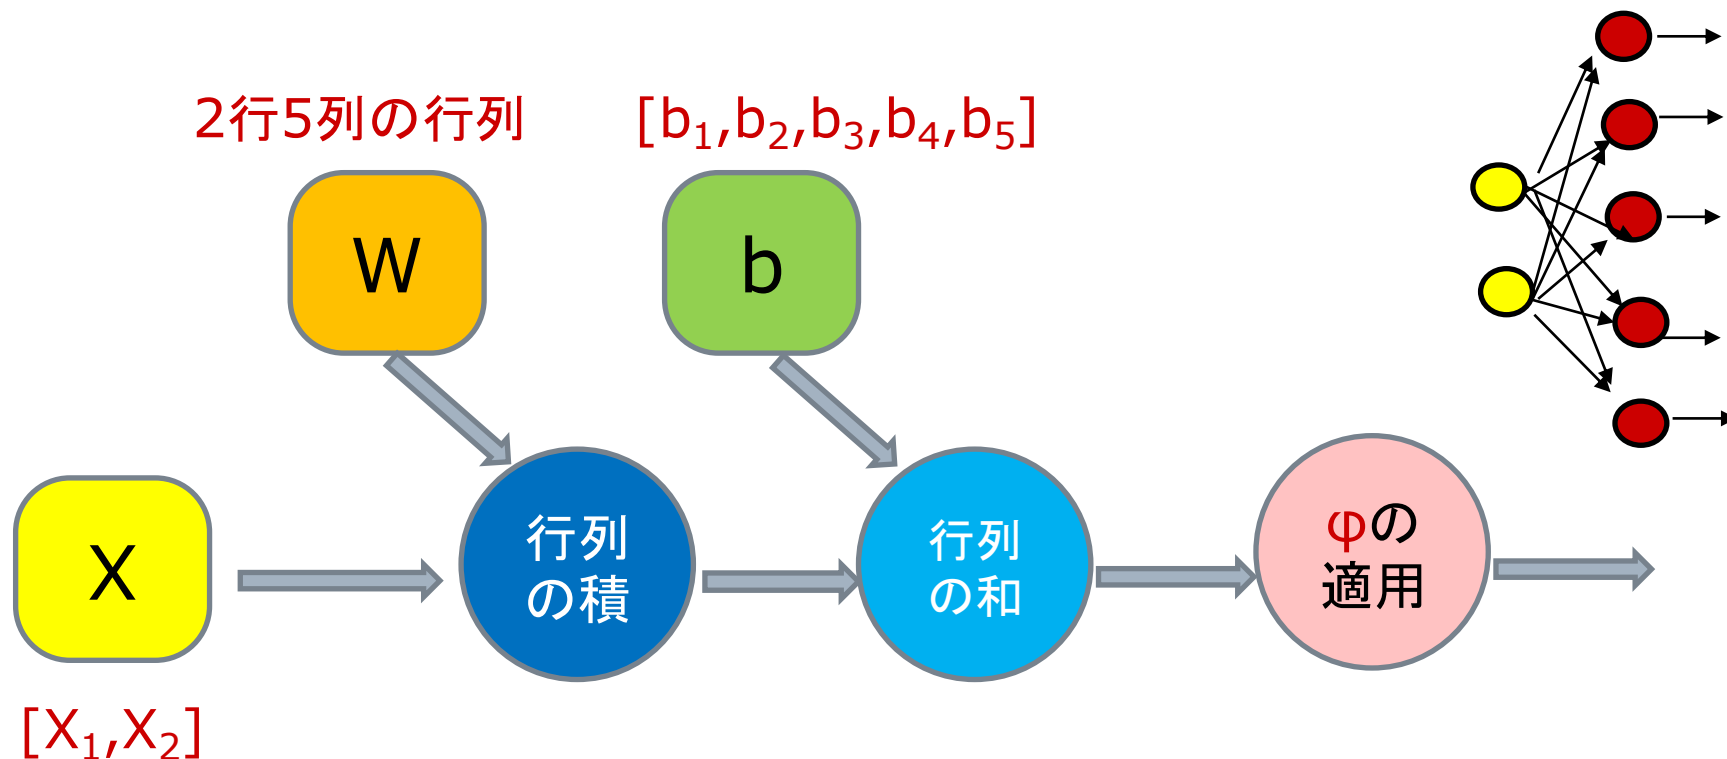 2行5列の行列
[b₁,b₂,b₃,b₄,b₅]
W
b
X
行列
の積
行列
の和
φの
適用
[X₁,X₂]